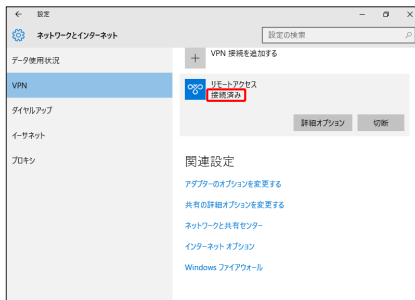 設定
ネットワークとインターネット
設定の検索
データ使用状況
VPN
ダイヤルアップ
イーサネット
プロキシ
VPN 接続を追加する
リモートアクセス
接続済み
詳細オプション
切断
関連設定
アダプターのオプションを変更する
共有の詳細オプションを変更する
ネットワークと共有センター
インターネット オプション
Windows ファイアウォール